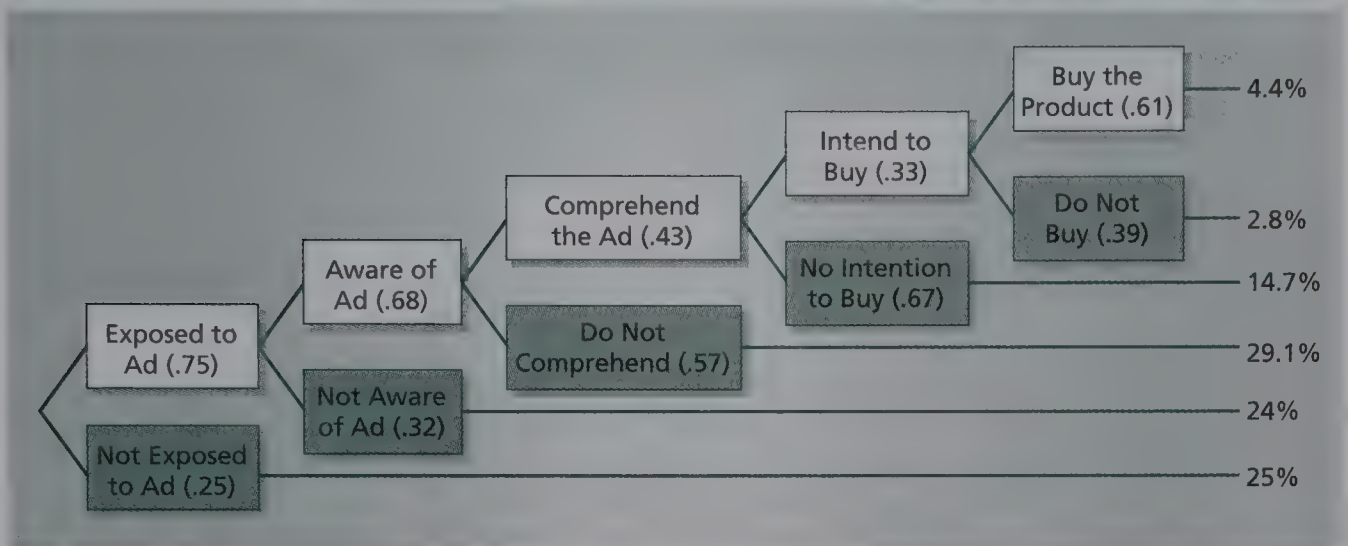 Buy the
Product (.61)
4.4%
Intend to
Buy (.33)
Do Not
Buy (.39)
2.8%
Comprehend
the Ad (.43)
No Intention
to Buy (.67)
14.7%
Aware of
Ad (.68)
Do Not
Comprehend (.57)
29.1%
Exposed to
Ad (.75)
Not Aware
of Ad (.32)
24%
Not Exposed
to Ad (.25)
25%